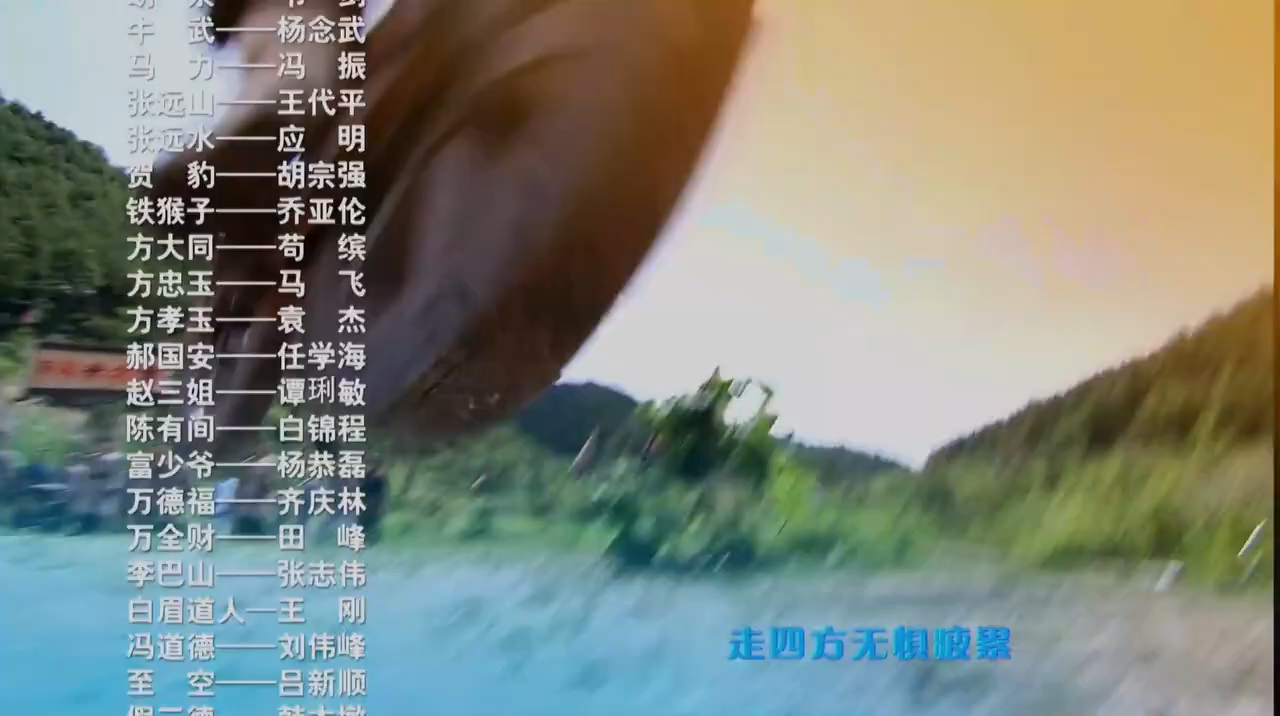 牛　武——杨念武
马　力——冯　振
张远山——王代平
张远水——应　明
贺　豹——胡宗强
铁猴子——乔亚伦
方大同——苟　缤
方忠玉——马　飞
方孝玉——袁　杰
郝国安——任学海
赵三姐——谭琍敏
陈有间——白锦程
富少爷——杨恭磊
万德福——齐庆林
万全财——田　峰
李巴山——张志伟
白眉道人—王　刚
冯道德——刘伟峰
至　空——吕新顺
走四方无惧疲累